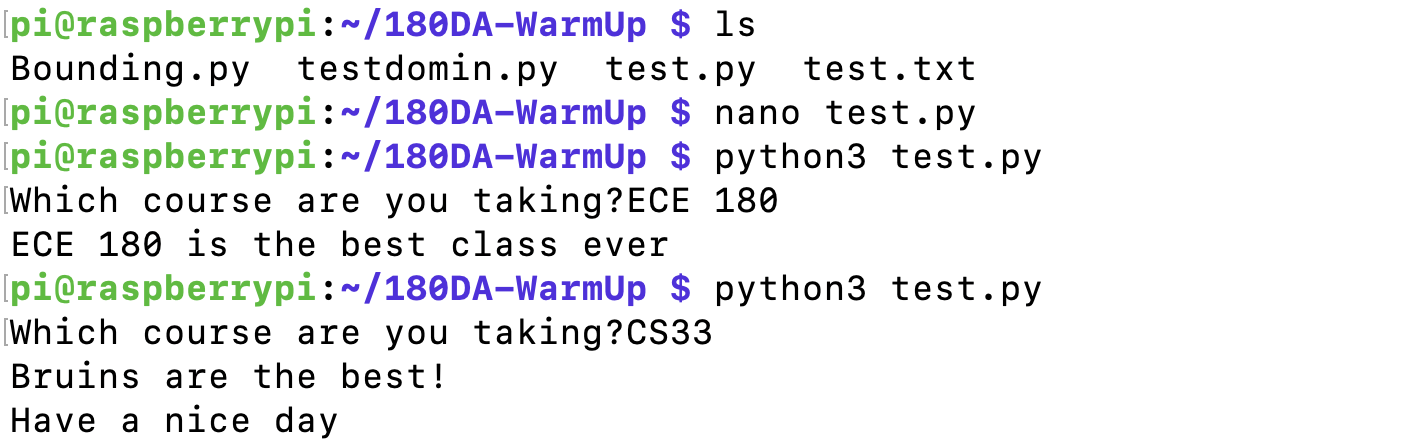 [pi@raspberrypi:~/180DA-WarmUp $ ls
Bounding.py  testdomin.py  test.py  test.txt
[pi@raspberrypi:~/180DA-WarmUp $ nano test.py
[pi@raspberrypi:~/180DA-WarmUp $ python3 test.py
[Which course are you taking?ECE 180
ECE 180 is the best class ever
[pi@raspberrypi:~/180DA-WarmUp $ python3 test.py
[Which course are you taking?CS33
Bruins are the best!
Have a nice day